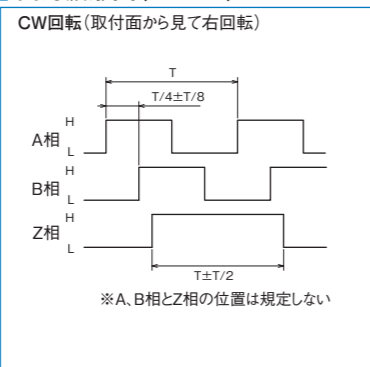 CW回転(取付面から見て右回転)
T
T/4±T/8
H
A相
L
H
B相
L
H
Z相
L
T±T/2
※A、B相とZ相の位置は規定しない